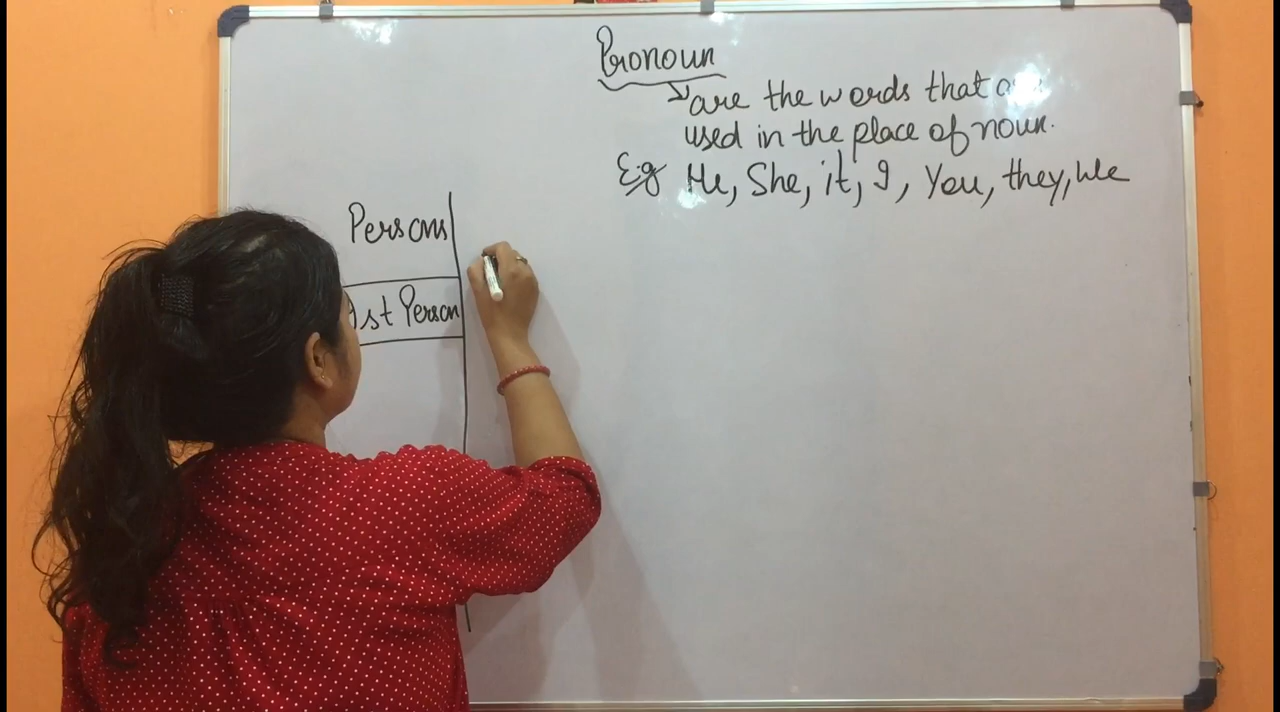 Pronoun
are the words that are
used in the place of noun.
E.g He, She, it, I, You, they, We
Persons
1st Person